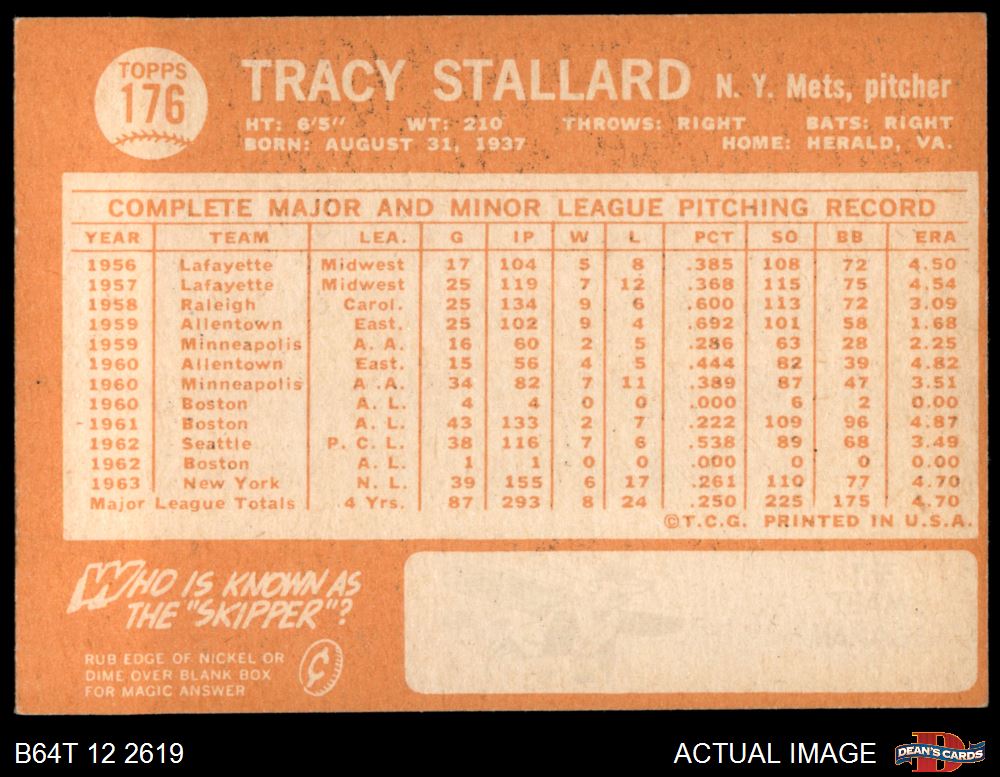 TOPPS
176
TRACY STALLARD N. Y. Mets, pitcher
HT: 6'5" WT: 210 THROWS: RIGHT BATS: RIGHT
BORN: AUGUST 31, 1937 HOME: HERALD, VA.
COMPLETE MAJOR AND MINOR LEAGUE PITCHING RECORD
YEAR TEAM LEA. G IP W L PCT SO BB ERA
1956 Lafayette Midwest 17 104 5 8 .385 108 72 4.50
1957 Lafayette Midwest 25 119 7 12 .368 115 75 4.54
1958 Raleigh Carol. 25 134 9 6 .600 113 72 3.09
1959 Allentown East. 25 102 9 4 .692 101 58 1.68
1959 Minneapolis A. A. 16 60 2 5 .286 63 28 2.25
1960 Allentown East. 15 56 4 5 .444 82 39 4.82
1960 Minneapolis A .A. 34 82 7 11 .389 87 47 3.51
1960 Boston A. L. 4 4 0 0 .000 6 2 0.00
1961 Boston A. L. 43 133 2 7 .222 109 96 4.87
1962 Seattle P. C. L. 38 116 7 6 .538 89 68 3.49
1962 Boston A. L. 1 1 0 0 .000 0 0 0.00
1963 New York N. L. 39 155 6 17 .261 110 77 4.70
Major League Totals 4 Yrs. 87 293 8 24 .250 225 175 4.70
©T.C.G. PRINTED IN U.S.A.
WHO IS KNOWN AS
THE "SKIPPER"?
RUB EDGE OF NICKEL OR
DIME OVER BLANK BOX
FOR MAGIC ANSWER
¢
B64T 12 2619 ACTUAL IMAGE DEAN'S CARDS